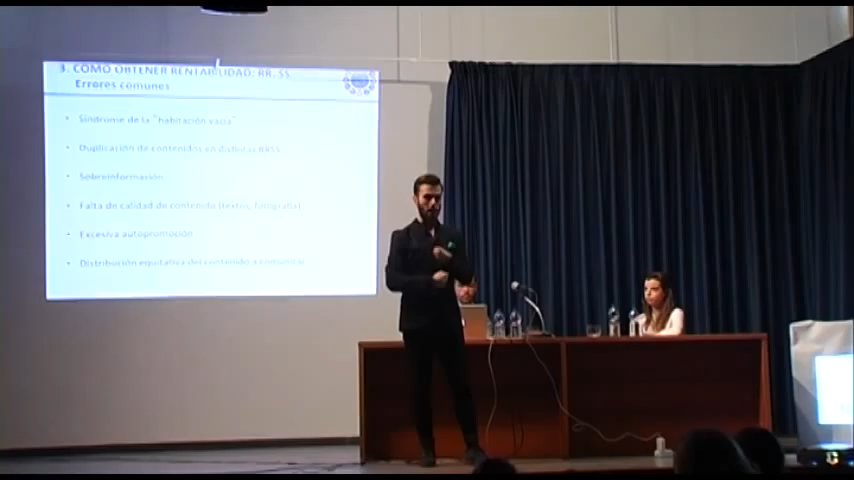 3. CÓMO OBTENER RENTABILIDAD: RR. SS
Errores comunes
• Síndrome de la "habitación vacía"
• Duplicación de contenidos en distintas RRSS
• Sobreinformación
• Falta de calidad de contenido (textos, fotografía)
• Excesiva autopromoción
• Distribución equitativa del contenido a comunicar